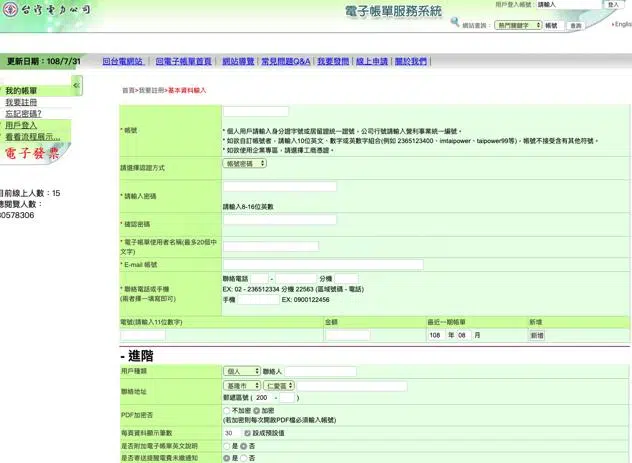 台灣電力公司
電子帳單服務系統
用戶登入帳號: 請輸入 登入
網站查詢: 熱門關鍵字 帳號 查詢
Englis
更新日期:108/7/31 回台電網站 | 回電子帳單首頁 | 網站導覽 | 常見問題Q&A | 我要發問 | 線上申請 | 關於我們 |
我的帳單
我要註冊
忘記密碼?
用戶登入
看看流程展示...
電子發票
目前線上人數:15
總閱覽人數:
30578306
首頁>我要註冊>基本資料輸入
* 帳號
* 個人用戶請輸入身分證字號或居留證統一證號、公司行號請輸入營利事業統一編號。
* 如欲自訂帳號者,請輸入10位英文、數字或英數字組合(例如 2365123400、imtaipower、taipower99等),帳號不接受含有其他符號。
* 如欲使用企業專區,請選擇工商憑證。
請選擇認證方式 帳號密碼
* 請輸入密碼
請輸入8-16位英數
* 確認密碼
* 電子帳單使用者名稱(最多20個中文字)
* E-mail 帳號
* 聯絡電話或手機
(兩者擇一填寫即可)
聯絡電話 - 分機
EX: 02 - 236512334 分機 22563 (區域號碼 - 電話)
手機 EX: 0900122456
電號(請輸入11位數字) 金額 最近一期帳單 新增
108 年 08 月 新增
- 進階
用戶種類 個人 聯絡人
聯絡地址 基隆市 仁愛區
郵遞區號 ( 200 - )
PDF加密否 不加密 加密
(若加密則每次開啟PDF檔必須輸入帳號)
每頁資料顯示筆數 30 設成預設值
是否附加電子帳單英文說明 是 否
是否寄送提醒電費未繳通知 是 否